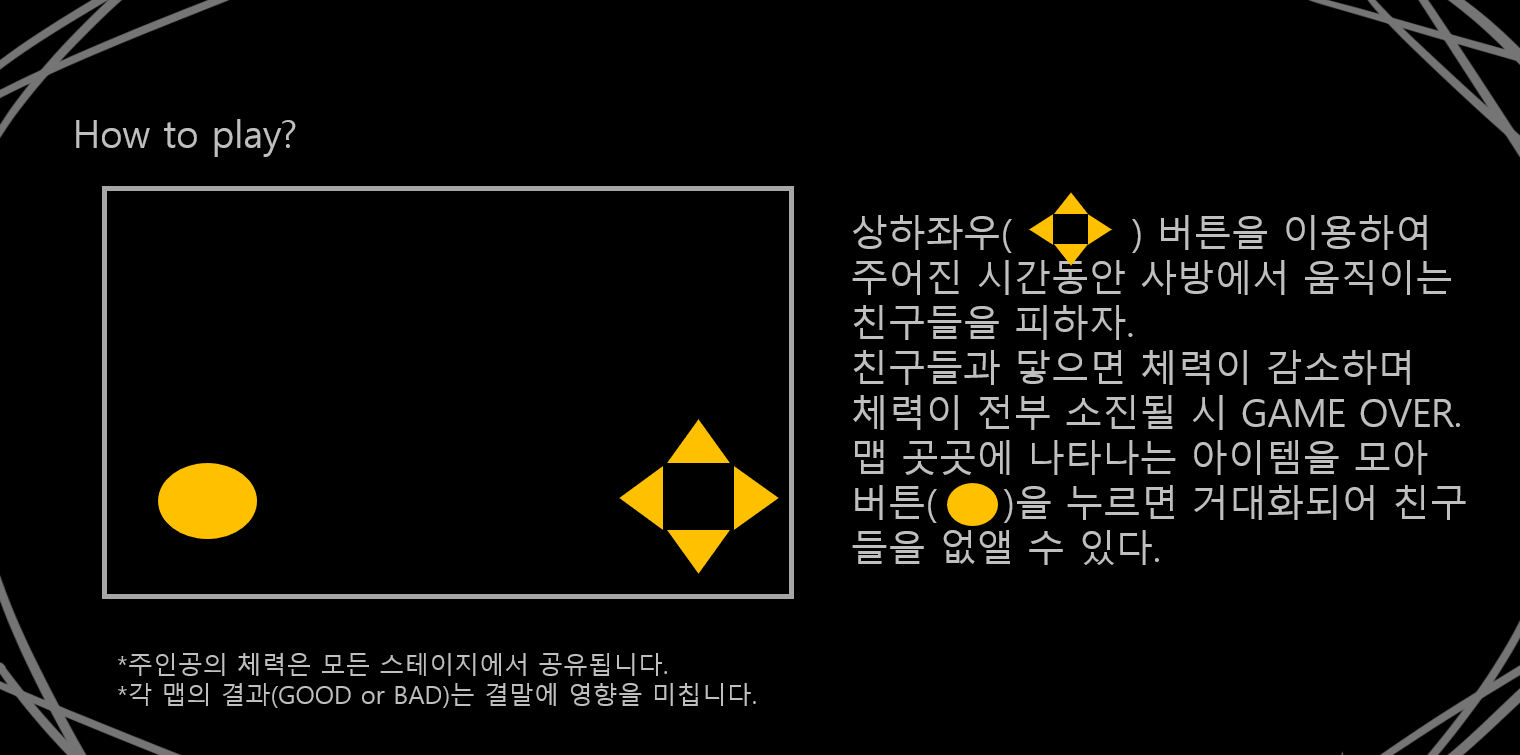 How to play?
상하좌우( ) 버튼을 이용하여
주어진 시간동안 사방에서 움직이는
친구들을 피하자.
친구들과 닿으면 체력이 감소하며
체력이 전부 소진될 시 GAME OVER.
맵 곳곳에 나타나는 아이템을 모아
버튼( )을 누르면 거대화되어 친구
들을 없앨 수 있다.
*주인공의 체력은 모든 스테이지에서 공유됩니다.
*각 맵의 결과(GOOD or BAD)는 결말에 영향을 미칩니다.